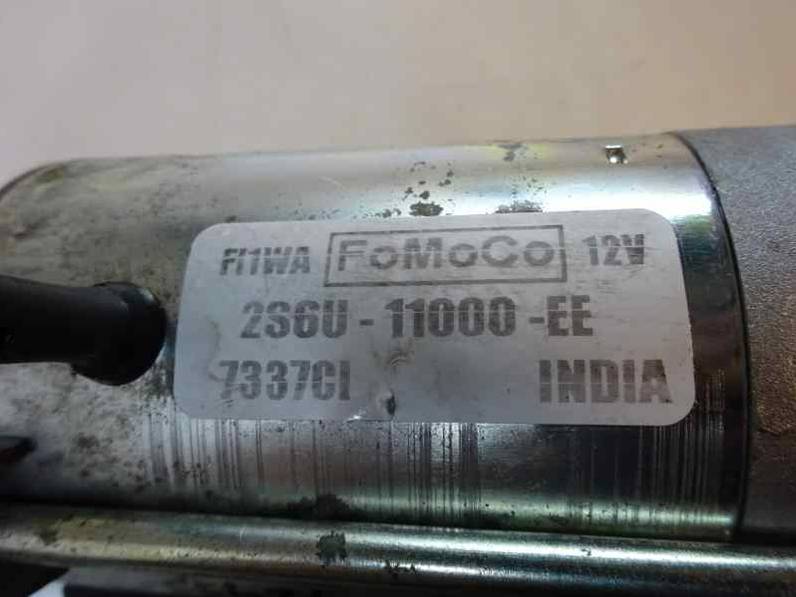 FI1WA FoMoCo 12V
2S6U - 11000 -EE
7337CI INDIA